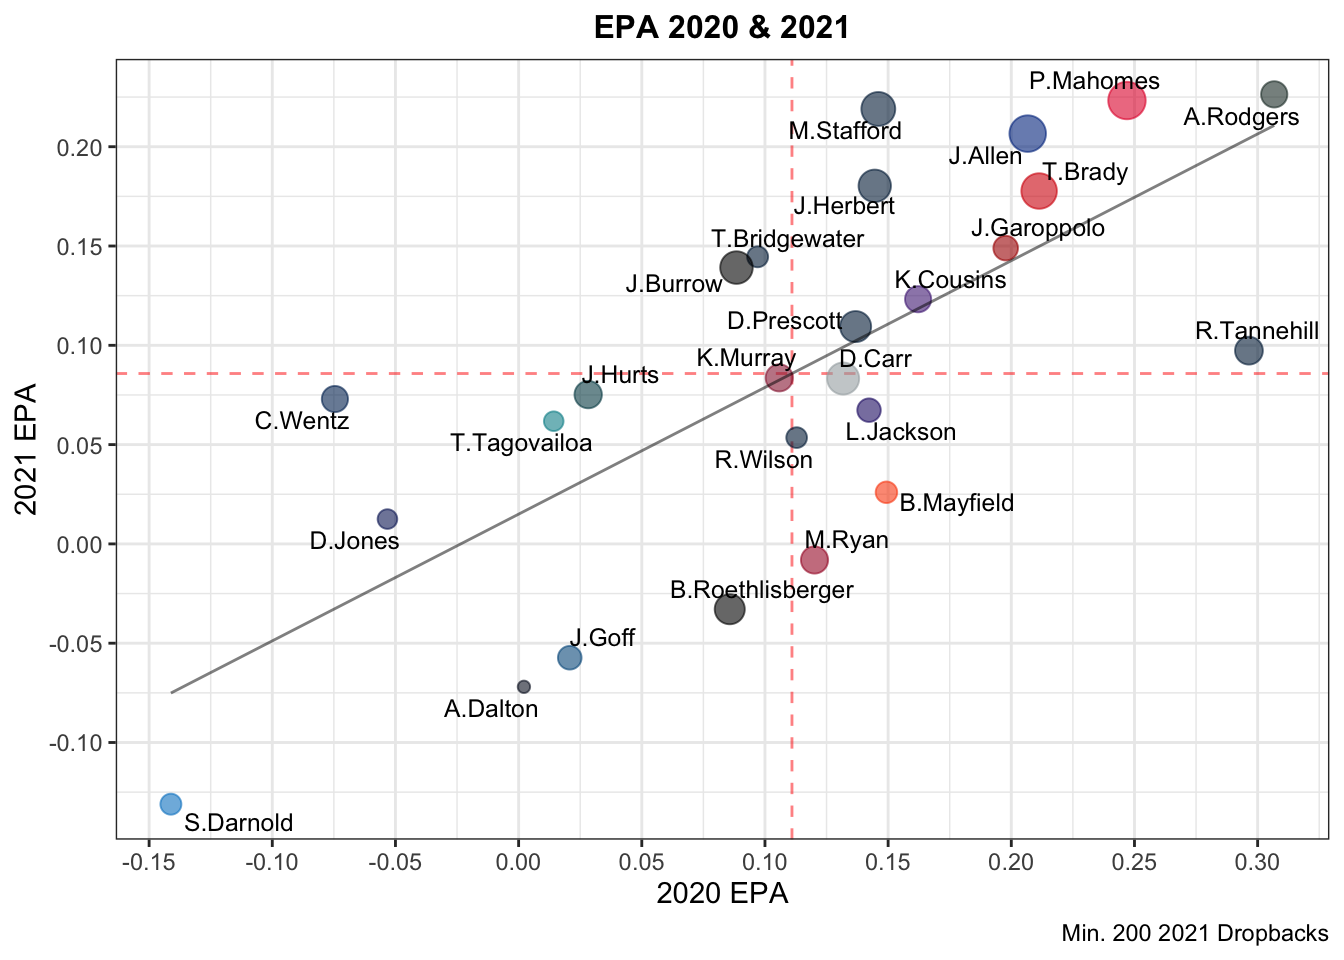 EPA 2020 & 2021
P.Mahomes
A.Rodgers
M.Stafford
J.Allen
T.Brady
J.Herbert
J.Garoppolo
T.Bridgewater
J.Burrow
K.Cousins
D.Prescott
R.Tannehill
K.Murray
D.Carr
J.Hurts
C.Wentz
T.Tagovailoa
L.Jackson
R.Wilson
B.Mayfield
D.Jones
M.Ryan
B.Roethlisberger
J.Goff
A.Dalton
S.Darnold
0.20
0.15
0.10
0.05
0.00
-0.05
-0.10
2021 EPA
-0.15 -0.10 -0.05 0.00 0.05 0.10 0.15 0.20 0.25 0.30
2020 EPA
Min. 200 2021 Dropbacks